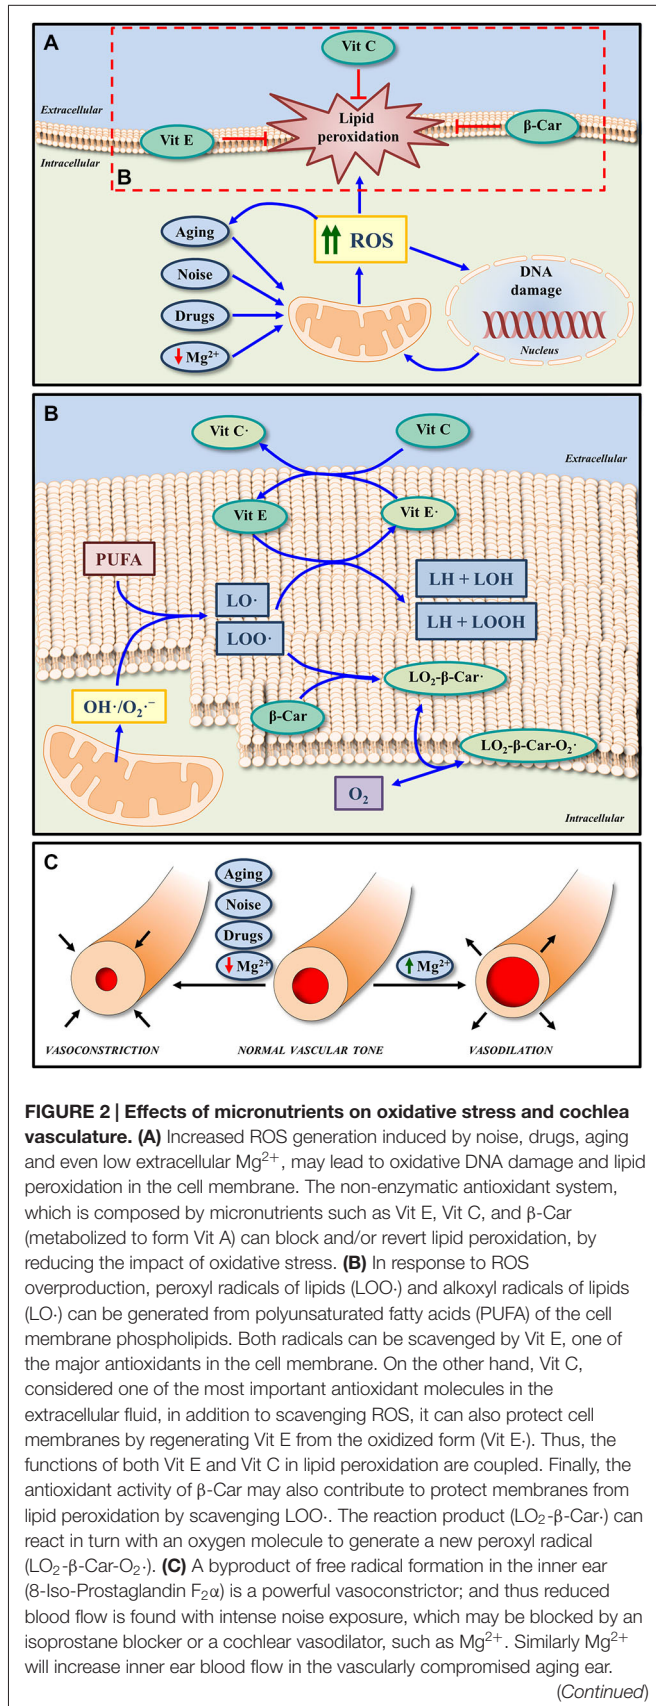 A
Vit C
Extracellular
Lipid
peroxidation
Vit E
β-Car
Intracellular
B
Aging
ROS
Noise
DNA
damage
Drugs
Mg²⁺
Nucleus
B
Vit C·
Vit C
Extracellular
Vit E
Vit E·
PUFA
LH + LOH
LO·
LH + LOOH
LOO·
LO₂-β-Car·
OH·/O₂·⁻
β-Car
LO₂-β-Car-O₂·
O₂
Intracellular
C
Aging
Noise
Drugs
Mg²⁺
Mg²⁺
VASOCONSTRICTION
NORMAL VASCULAR TONE
VASODILATION
FIGURE 2 | Effects of micronutrients on oxidative stress and cochlea
vasculature. (A) Increased ROS generation induced by noise, drugs, aging
and even low extracellular Mg²⁺, may lead to oxidative DNA damage and lipid
peroxidation in the cell membrane. The non-enzymatic antioxidant system,
which is composed by micronutrients such as Vit E, Vit C, and β-Car
(metabolized to form Vit A) can block and/or revert lipid peroxidation, by
reducing the impact of oxidative stress. (B) In response to ROS
overproduction, peroxyl radicals of lipids (LOO·) and alkoxyl radicals of lipids
(LO·) can be generated from polyunsaturated fatty acids (PUFA) of the cell
membrane phospholipids. Both radicals can be scavenged by Vit E, one of
the major antioxidants in the cell membrane. On the other hand, Vit C,
considered one of the most important antioxidant molecules in the
extracellular fluid, in addition to scavenging ROS, it can also protect cell
membranes by regenerating Vit E from the oxidized form (Vit E·). Thus, the
functions of both Vit E and Vit C in lipid peroxidation are coupled. Finally, the
antioxidant activity of β-Car may also contribute to protect membranes from
lipid peroxidation by scavenging LOO·. The reaction product (LO₂-β-Car·) can
react in turn with an oxygen molecule to generate a new peroxyl radical
(LO₂-β-Car-O₂·). (C) A byproduct of free radical formation in the inner ear
(8-Iso-Prostaglandin F₂α) is a powerful vasoconstrictor; and thus reduced
blood flow is found with intense noise exposure, which may be blocked by an
isoprostane blocker or a cochlear vasodilator, such as Mg²⁺. Similarly Mg²⁺
will increase inner ear blood flow in the vascularly compromised aging ear.
(Continued)